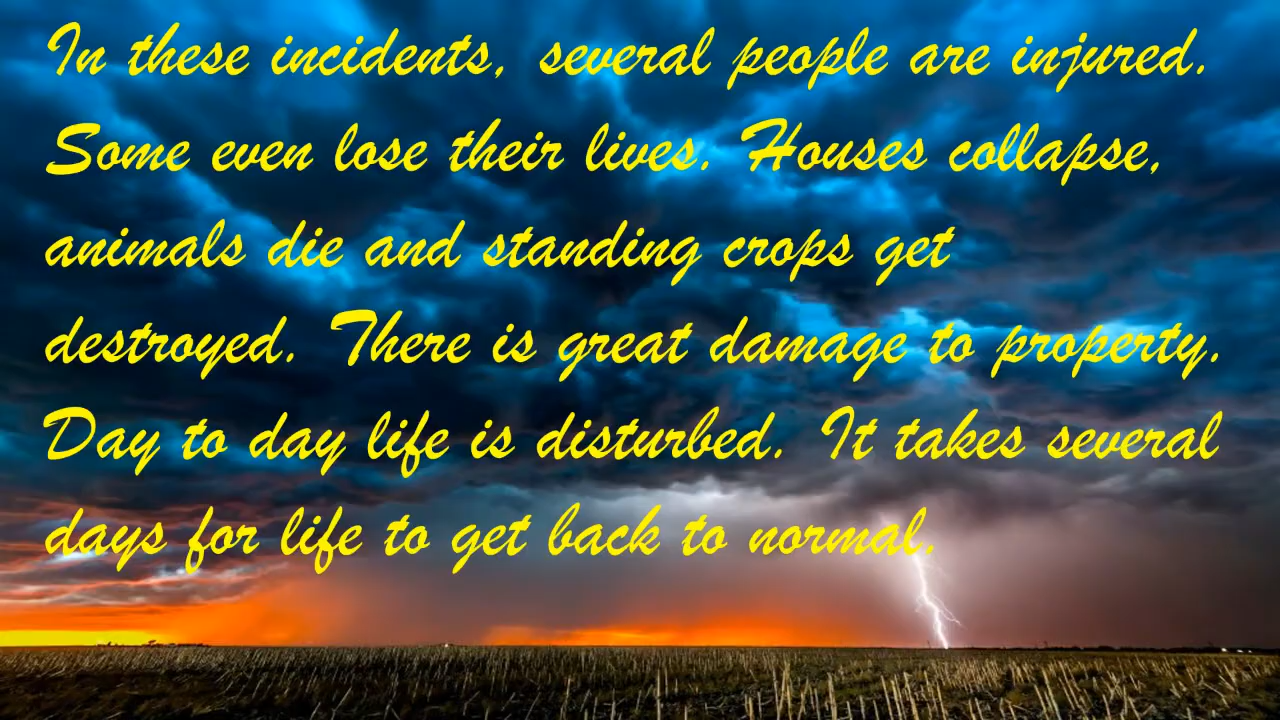 In these incidents, several people are injured.
Some even lose their lives. Houses collapse,
animals die and standing crops get
destroyed. There is great damage to property.
Day to day life is disturbed. It takes several
days for life to get back to normal.